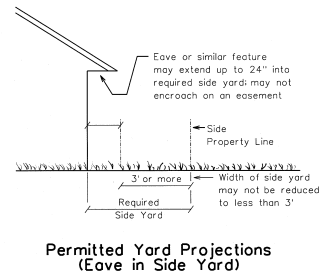 Eave or similar feature
may extend up to 24" into
required side yard; may not
encroach on an easement
Side
Property Line
3' or more
Width of side yard
may not be reduced
to less than 3'
Required
Side Yard
Permitted Yard Projections
(Eave in Side Yard)